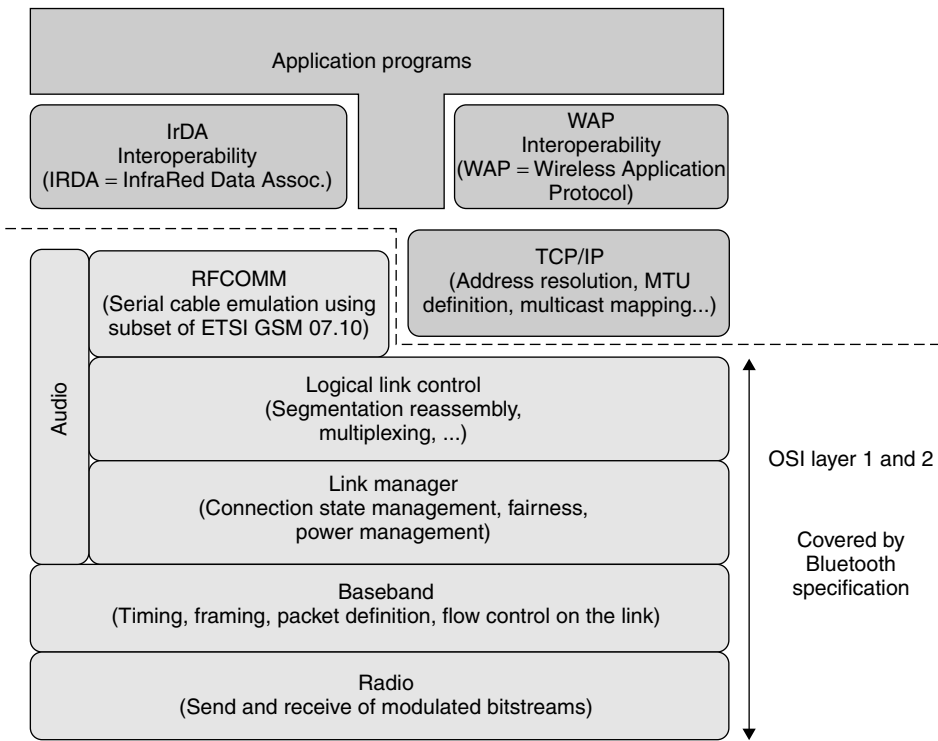 Application programs
IrDA
Interoperability
(IRDA = InfraRed Data Assoc.)
WAP
Interoperability
(WAP = Wireless Application
Protocol)
RFCOMM
(Serial cable emulation using
subset of ETSI GSM 07.10)
TCP/IP
(Address resolution, MTU
definition, multicast mapping...)
Audio
Logical link control
(Segmentation reassembly,
multiplexing, ...)
Link manager
(Connection state management, fairness,
power management)
Baseband
(Timing, framing, packet definition, flow control on the link)
Radio
(Send and receive of modulated bitstreams)
OSI layer 1 and 2
Covered by
Bluetooth
specification